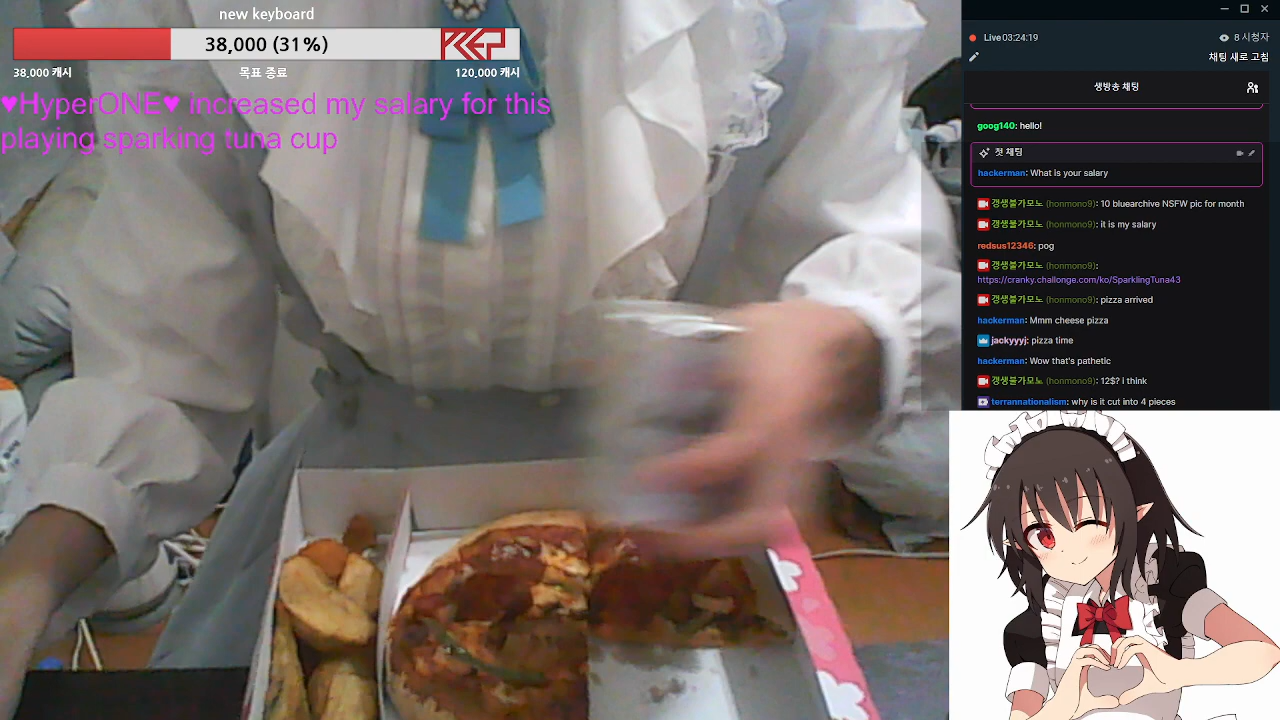 new keyboard
38,000 (31%)
38,000 캐시
목표 종료
120,000 캐시
♥HyperONE♥ increased my salary for this
playing sparking tuna cup
Live 03:24:19
8 시청자
채팅 새로 고침
생방송 채팅
goog140: hello!
첫 채팅
hackerman: What is your salary
갱생불가모노 (honmono9): 10 bluearchive NSFW pic for month
갱생불가모노 (honmono9): it is my salary
redsus12346: pog
갱생불가모노 (honmono9):
https://cranky.challonge.com/ko/SparklingTuna43
갱생불가모노 (honmono9): pizza arrived
hackerman: Mmm cheese pizza
jackyyyj: pizza time
hackerman: Wow that's pathetic
갱생불가모노 (honmono9): 12$? i think
terrannationalism: why is it cut into 4 pieces